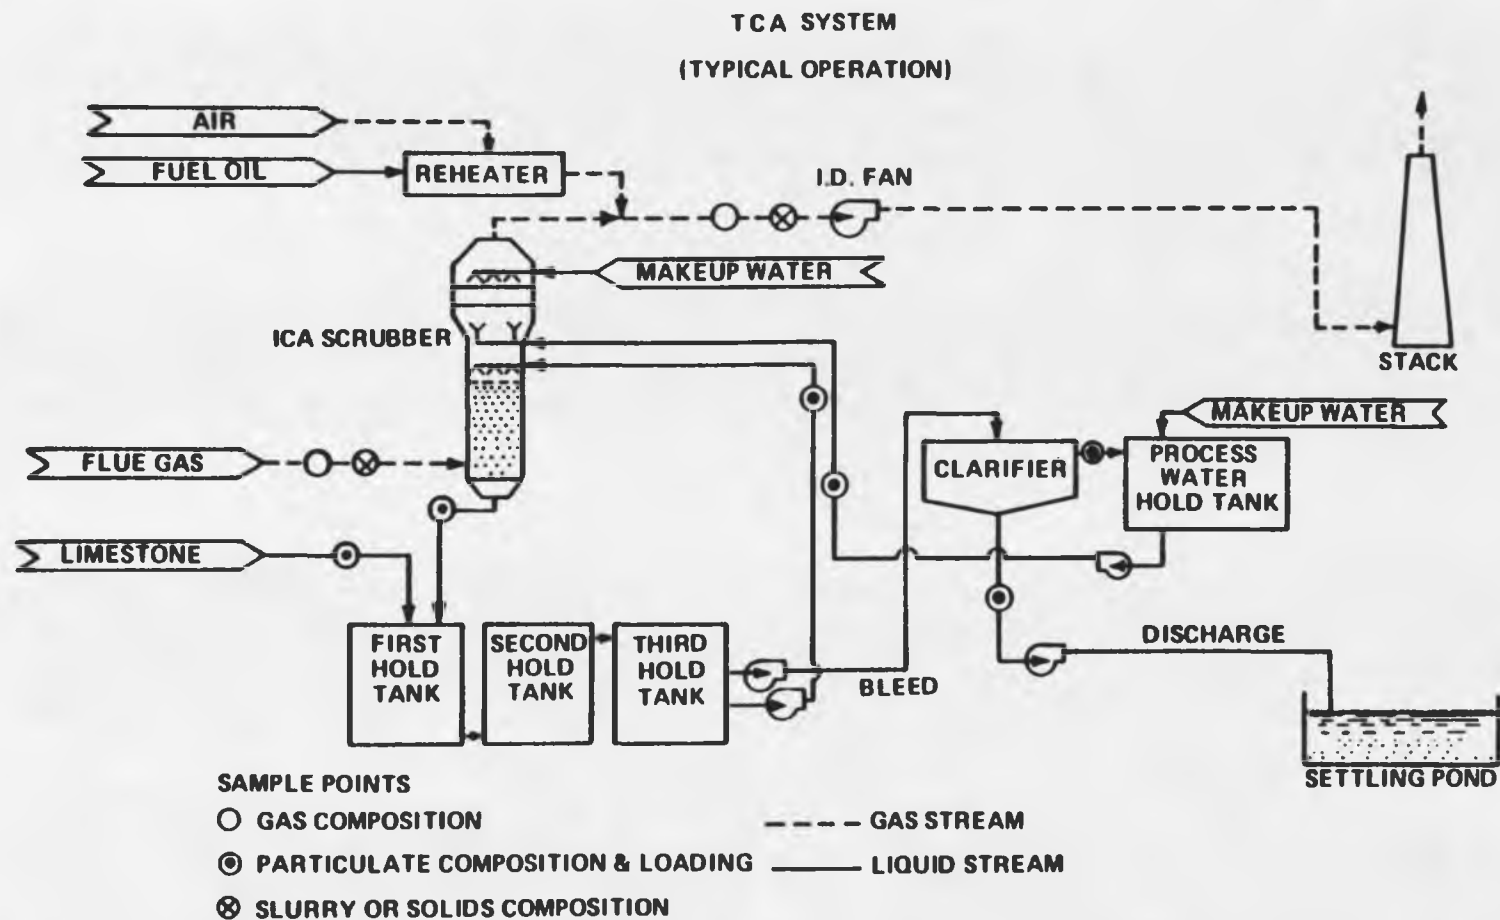 TCA SYSTEM
(TYPICAL OPERATION)
AIR
FUEL OIL
REHEATER
I.D. FAN
MAKEUP WATER
ICA SCRUBBER
STACK
MAKEUP WATER
FLUE GAS
CLARIFIER
PROCESS
WATER
HOLD TANK
LIMESTONE
FIRST
HOLD
TANK
SECOND
HOLD
TANK
THIRD
HOLD
TANK
BLEED
DISCHARGE
SETTLING POND
SAMPLE POINTS
GAS COMPOSITION
PARTICULATE COMPOSITION & LOADING
SLURRY OR SOLIDS COMPOSITION
GAS STREAM
LIQUID STREAM